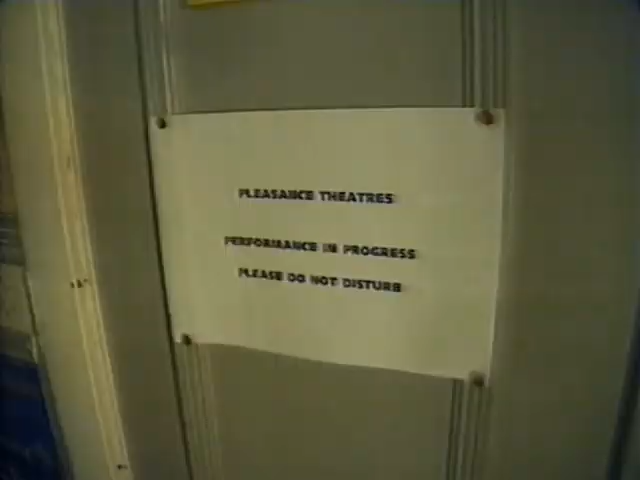 PLEASANCE THEATRES
PERFORMANCE IN PROGRESS
PLEASE DO NOT DISTURB